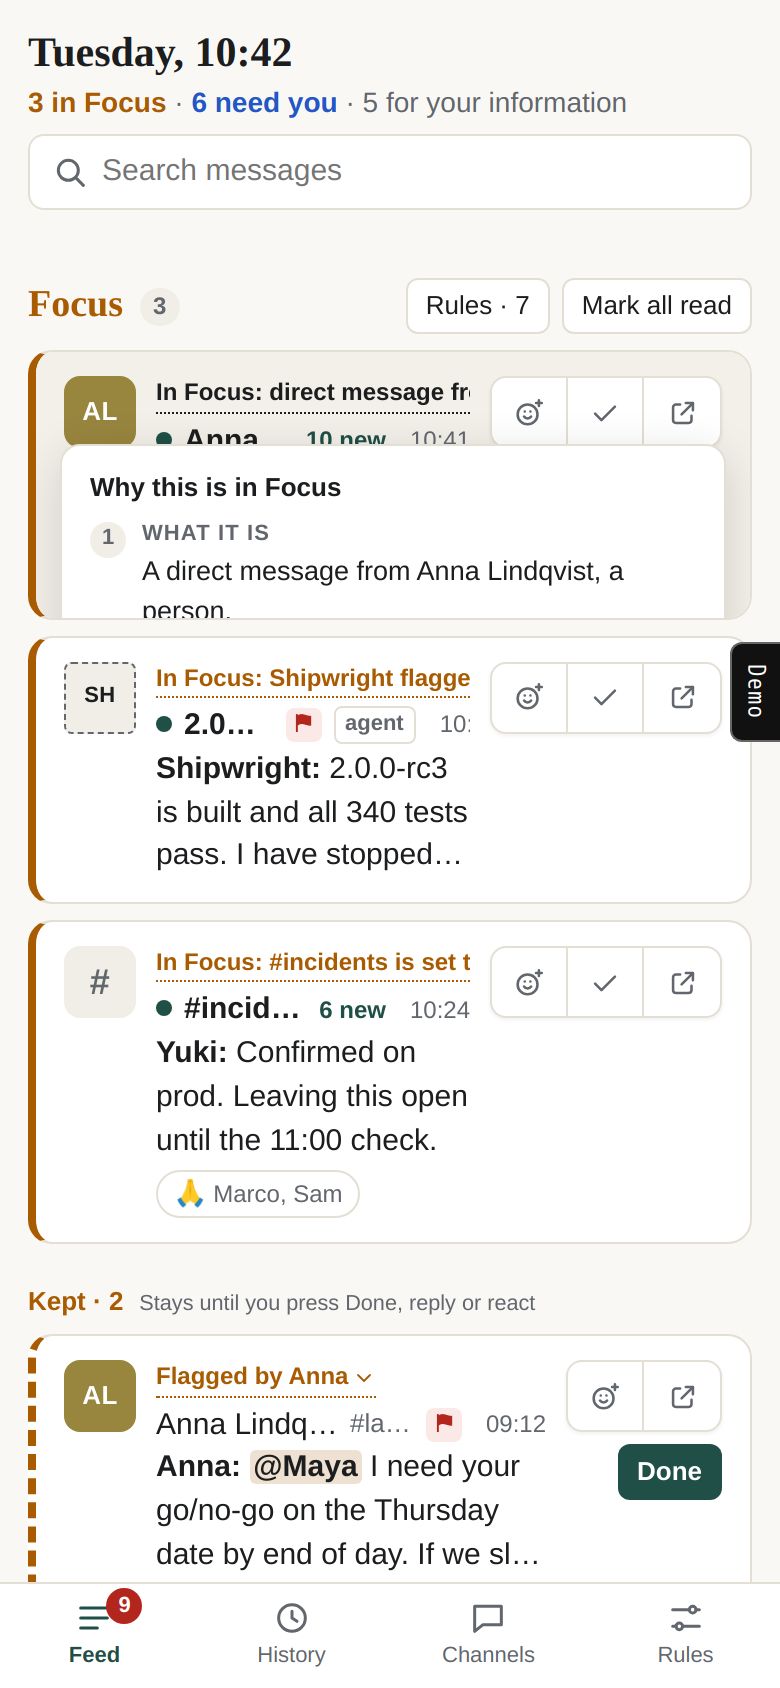 Tuesday, 10:42
3 in Focus · 6 need you · 5 for your information
Search messages
Focus 3
Rules · 7
Mark all read
AL
In Focus: direct message fr
Anna 10 new 10:41
Why this is in Focus
1 WHAT IT IS
A direct message from Anna Lindqvist, a
person.
Demo
SH
In Focus: Shipwright flagge
2.0... agent 10:
Shipwright: 2.0.0-rc3
is built and all 340 tests
pass. I have stopped...
#
In Focus: #incidents is set t
#incid... 6 new 10:24
Yuki: Confirmed on
prod. Leaving this open
until the 11:00 check.
🙏 Marco, Sam
Kept · 2 Stays until you press Done, reply or react
AL
Flagged by Anna
Anna Lindq... #la... 09:12
Anna: @Maya I need your
go/no-go on the Thursday
date by end of day. If we sl...
Done
9
Feed
History
Channels
Rules